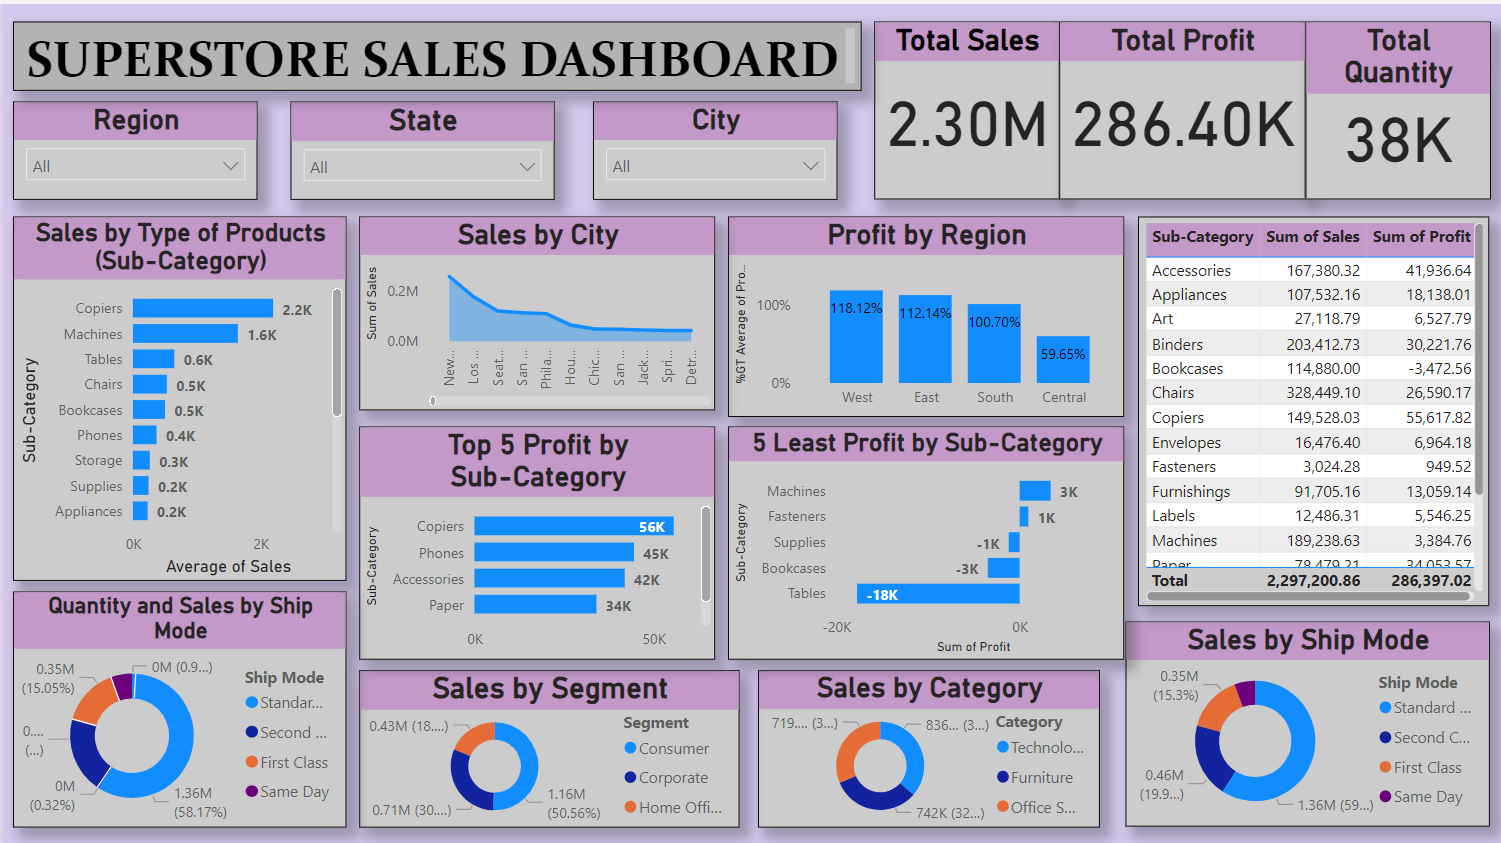 SUPERSTORE SALES DASHBOARD
Total Sales
2.30M
Total Profit
286.40K
Total
Quantity
38K
Region
All
State
All
City
All
Sales by Type of Products
(Sub-Category)
Sub-Category
Copiers 2.2K
Machines 1.6K
Tables 0.6K
Chairs 0.5K
Bookcases 0.5K
Phones 0.4K
Storage 0.3K
Supplies 0.2K
Appliances 0.2K
0K 2K
Average of Sales
Sales by City
Sum of Sales
0.2M
0.0M
New...
Los ...
Seat...
San ...
Phila...
Hou...
Chic...
San ...
Jack...
Spri...
Detr...
Profit by Region
%GT Average of Pro...
100%
0%
118.12% 112.14% 100.70% 59.65%
West East South Central
Sub-Category Sum of Sales Sum of Profit
Accessories 167,380.32 41,936.64
Appliances 107,532.16 18,138.01
Art 27,118.79 6,527.79
Binders 203,412.73 30,221.76
Bookcases 114,880.00 -3,472.56
Chairs 328,449.10 26,590.17
Copiers 149,528.03 55,617.82
Envelopes 16,476.40 6,964.18
Fasteners 3,024.28 949.52
Furnishings 91,705.16 13,059.14
Labels 12,486.31 5,546.25
Machines 189,238.63 3,384.76
Paper 78,479.21 34,053.57
Total 2,297,200.86 286,397.02
Top 5 Profit by
Sub-Category
Sub-Category
Copiers 56K
Phones 45K
Accessories 42K
Paper 34K
0K 50K
5 Least Profit by Sub-Category
Sub-Category
Machines 3K
Fasteners 1K
Supplies -1K
Bookcases -3K
Tables -18K
-20K 0K
Sum of Profit
Quantity and Sales by Ship
Mode
0M (0.9...)
0.35M
(15.05%)
0....
(...)
0M
(0.32%)
1.36M
(58.17%)
Ship Mode
Standar...
Second ...
First Class
Same Day
Sales by Segment
0.43M (18....)
0.71M (30....)
1.16M
(50.56%)
Segment
Consumer
Corporate
Home Offi...
Sales by Category
719.... (3...)
836... (3...)
742K (32...)
Category
Technolo...
Furniture
Office S...
Sales by Ship Mode
0.35M
(15.3%)
0.46M
(19.9...)
1.36M (59...)
Ship Mode
Standard ...
Second C...
First Class
Same Day